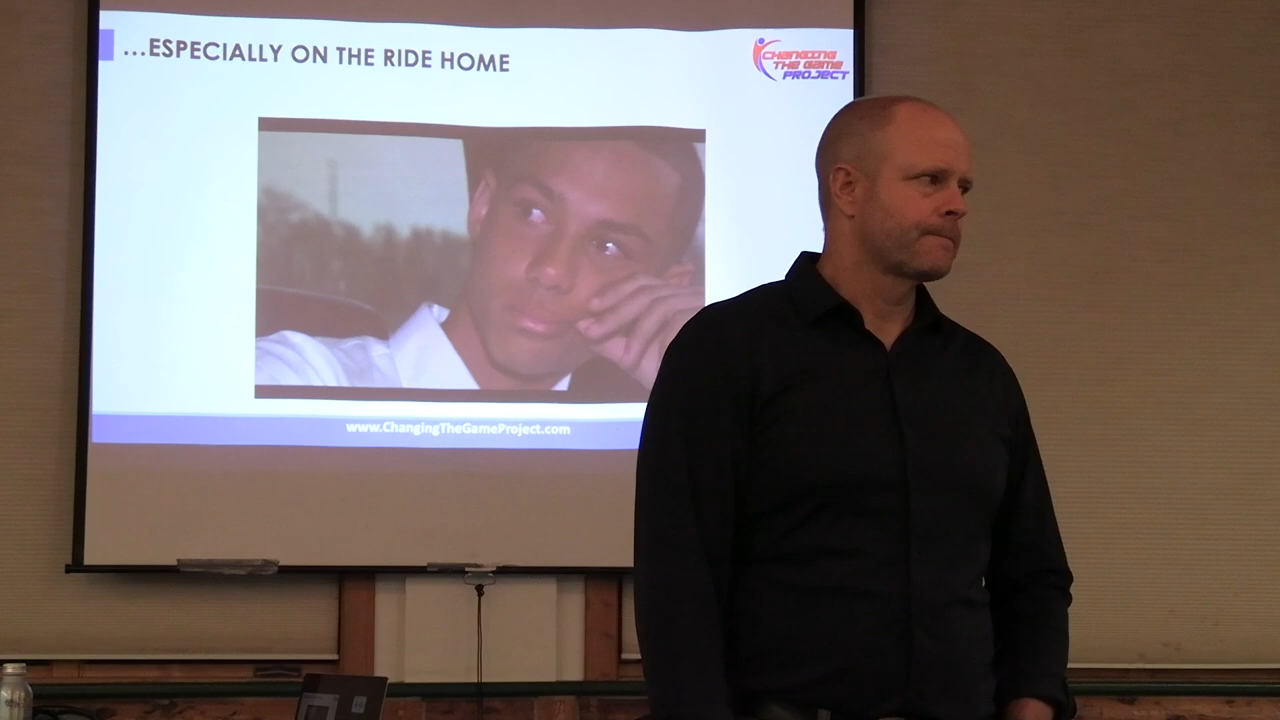 ...ESPECIALLY ON THE RIDE HOME
CHANGING
THE GAME
PROJECT
www.ChangingTheGameProject.com